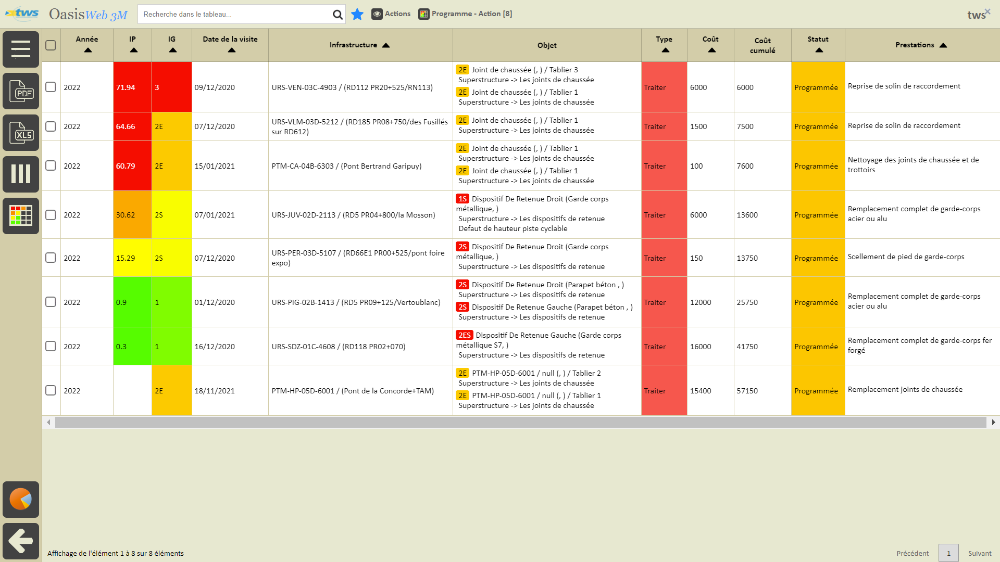 tws OasisWeb 3M Recherche dans le tableau... Actions Programme - Action [8] tws ×
Année IP IG Date de la visite Infrastructure Objet Type Coût Coût cumulé Statut Prestations
2022 71.94 3 09/12/2020 URS-VEN-03C-4903 / (RD112 PR20+525/RN113)
2E Joint de chaussée (, ) / Tablier 3
Superstructure -> Les joints de chaussée
2E Joint de chaussée (, ) / Tablier 1
Superstructure -> Les joints de chaussée
Traiter 6000 6000 Programmée Reprise de solin de raccordement
2022 64.66 2E 07/12/2020
URS-VLM-03D-5212 / (RD185 PR08+750/des Fusillés
sur RD612)
2E Joint de chaussée (, ) / Tablier 1
Superstructure -> Les joints de chaussée
Traiter 1500 7500 Programmée Reprise de solin de raccordement
2022 60.79 2E 15/01/2021 PTM-CA-04B-6303 / (Pont Bertrand Garipuy)
2E Joint de chaussée (, ) / Tablier 1
Superstructure -> Les joints de chaussée
2E Joint de chaussée (, ) / Tablier 1
Superstructure -> Les joints de chaussée
Traiter 100 7600 Programmée
Nettoyage des joints de chaussée et de
trottoirs
2022 30.62 2S 07/01/2021 URS-JUV-02D-2113 / (RD5 PR04+800/la Mosson)
1S Dispositif De Retenue Droit (Garde corps
métallique, )
Superstructure -> Les dispositifs de retenue
Defaut de hauteur piste cyclable
Traiter 6000 13600 Programmée
Remplacement complet de garde-corps
acier ou alu
2022 15.29 2S 07/12/2020
URS-PER-03D-5107 / (RD66E1 PR00+525/pont foire
expo)
2S Dispositif De Retenue Droit (Garde corps
métallique, )
Superstructure -> Les dispositifs de retenue
Traiter 150 13750 Programmée Scellement de pied de garde-corps
2022 0.9 1 01/12/2020 URS-PIG-02B-1413 / (RD5 PR09+125/Vertoublanc)
2S Dispositif De Retenue Droit (Parapet béton , )
Superstructure -> Les dispositifs de retenue
2S Dispositif De Retenue Gauche (Parapet béton , )
Superstructure -> Les dispositifs de retenue
Traiter 12000 25750 Programmée
Remplacement complet de garde-corps
acier ou alu
2022 0.3 1 16/12/2020 URS-SDZ-01C-4608 / (RD118 PR02+070)
2ES Dispositif De Retenue Gauche (Garde corps
métallique S7, )
Superstructure -> Les dispositifs de retenue
Traiter 16000 41750 Programmée
Remplacement complet de garde-corps fer
forgé
2022 2E 18/11/2021 PTM-HP-05D-6001 / (Pont de la Concorde+TAM)
2E PTM-HP-05D-6001 / null (, ) / Tablier 2
Superstructure -> Les joints de chaussée
2E PTM-HP-05D-6001 / null (, ) / Tablier 1
Superstructure -> Les joints de chaussée
Traiter 15400 57150 Programmée Remplacement joints de chaussée
PDF
XLS
Affichage de l'élément 1 à 8 sur 8 éléments
Précédent 1 Suivant